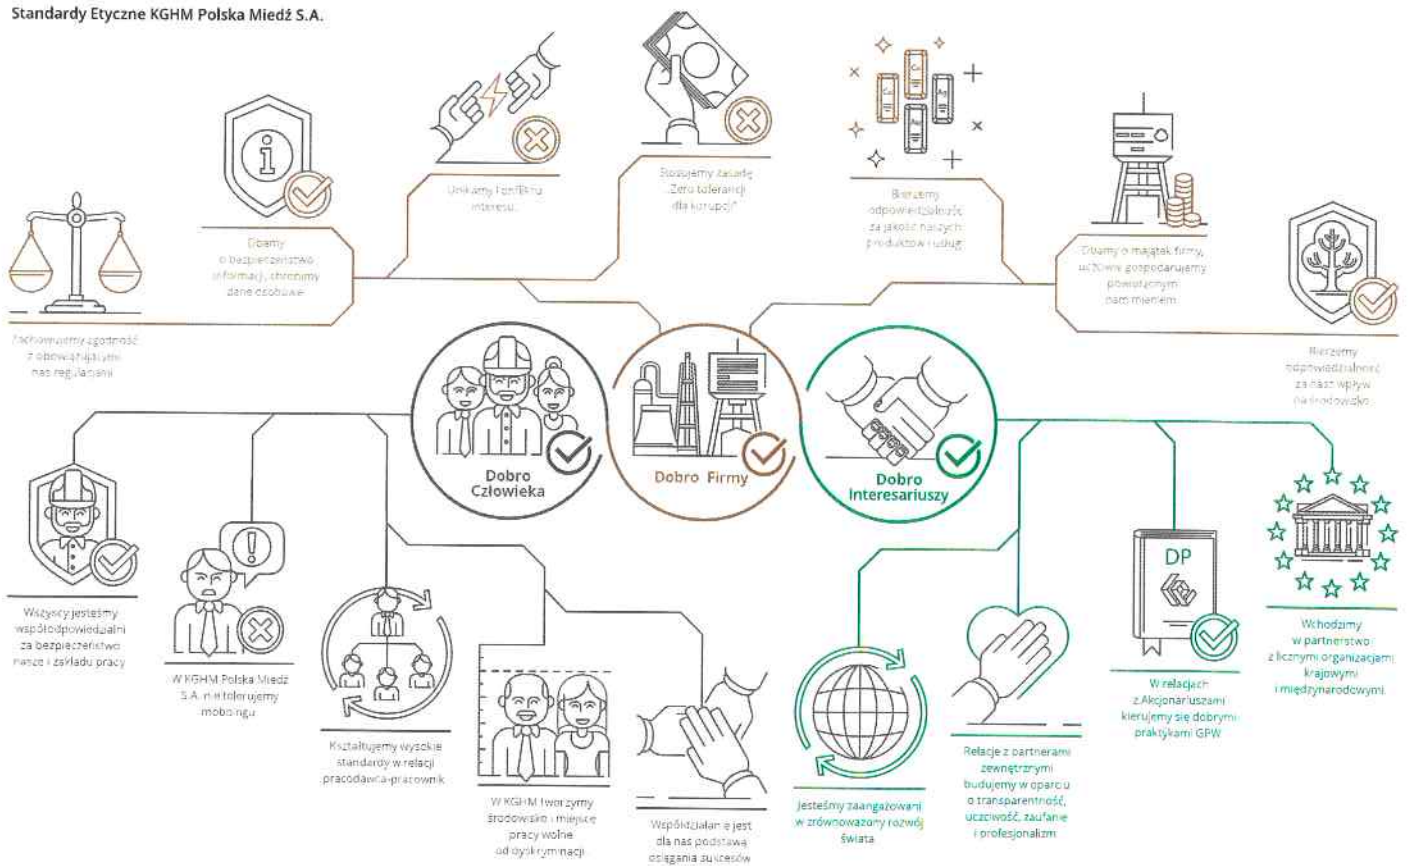 Standardy Etyczne KGHM Polska Miedź S.A.
Zachowujemy zgodność
z obowiązującymi
nas regulacjami
Dbamy
o bezpieczeństwo
informacji, chronimy
dane osobowe
Unikamy konfliktu
interesu
Stosujemy zasadę
„Zero tolerancji
dla korupcji”
Cu
Cu
Ag
Au
Bierzemy
odpowiedzialność
za jakość naszych
produktów i usług
Dbamy o majątek firmy,
uczciwie gospodarujemy
powierzonym
nam mieniem
Bierzemy
odpowiedzialność
za nasz wpływ
na środowisko
Dobro
Człowieka
Dobro Firmy
Dobro
Interesariuszy
Wszyscy jesteśmy
współodpowiedzialni
za bezpieczeństwo
nasze i zakładu pracy
W KGHM Polska Miedź
S.A. nie tolerujemy
mobbingu
Kształtujemy wysokie
standardy w relacji
pracodawca-pracownik
W KGHM tworzymy
środowisko i miejsce
pracy wolne
od dyskryminacji
Współdziałanie jest
dla nas podstawą
osiągania sukcesów
Jesteśmy zaangażowani
w zrównoważony rozwój
świata
Relacje z partnerami
zewnętrznymi
budujemy w oparciu
o transparentność,
uczciwość, zaufanie
i profesjonalizm
DP
W relacjach
z Akcjonariuszami
kierujemy się dobrymi
praktykami GPW
Wchodzimy
w partnerstwo
z licznymi organizacjami
krajowymi
i międzynarodowymi